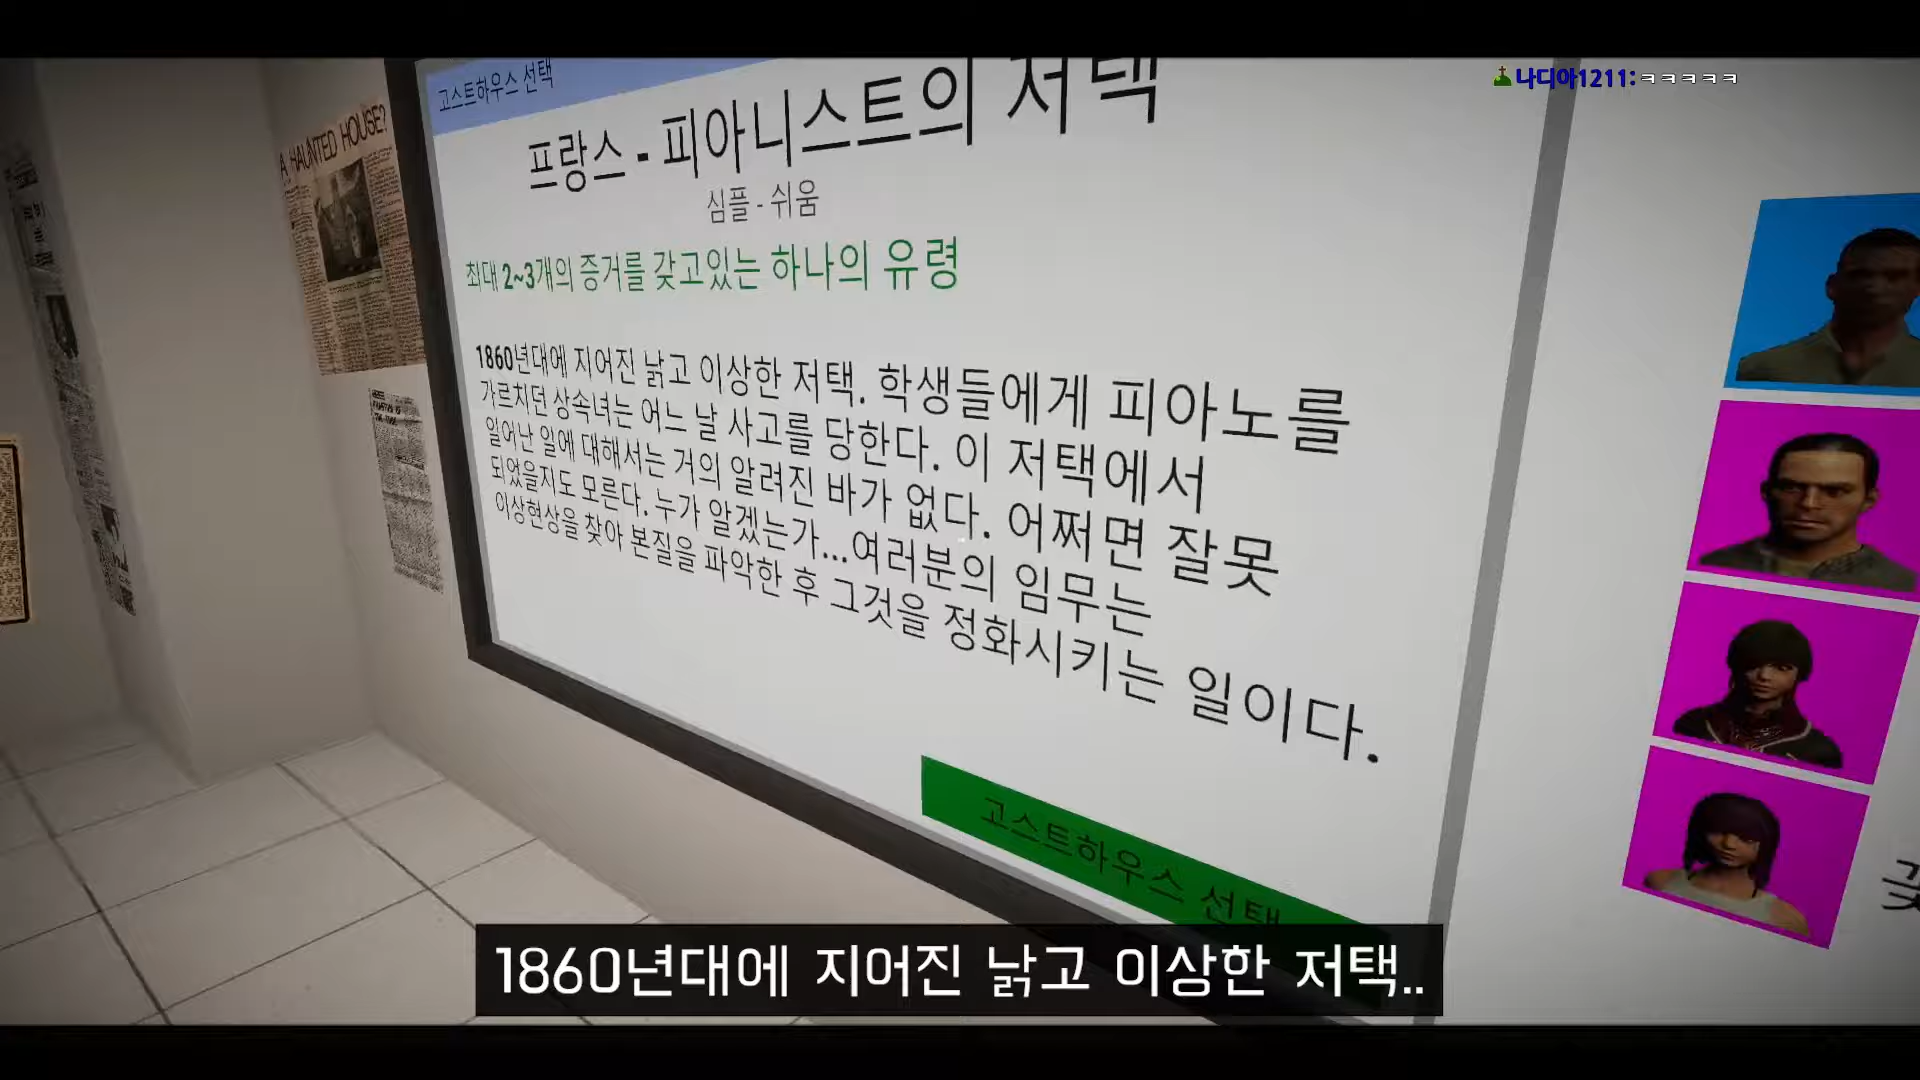 고스트하우스 선택
나디아1211:ㅋㅋㅋㅋㅋ
프랑스 - 피아니스트의 저택
A HAUNTED HOUSE?
심플 - 쉬움
최대 2~3개의 증거를 갖고있는 하나의 유령
1860년대에 지어진 낡고 이상한 저택. 학생들에게 피아노를
가르치던 상속녀는 어느 날 사고를 당한다. 이 저택에서
일어난 일에 대해서는 거의 알려진 바가 없다. 어쩌면 잘못
되었을지도 모른다. 누가 알겠는가...여러분의 임무는
이상현상을 찾아 본질을 파악한 후 그것을 정화시키는 일이다.
고스트하우스 선택
1860년대에 지어진 낡고 이상한 저택..